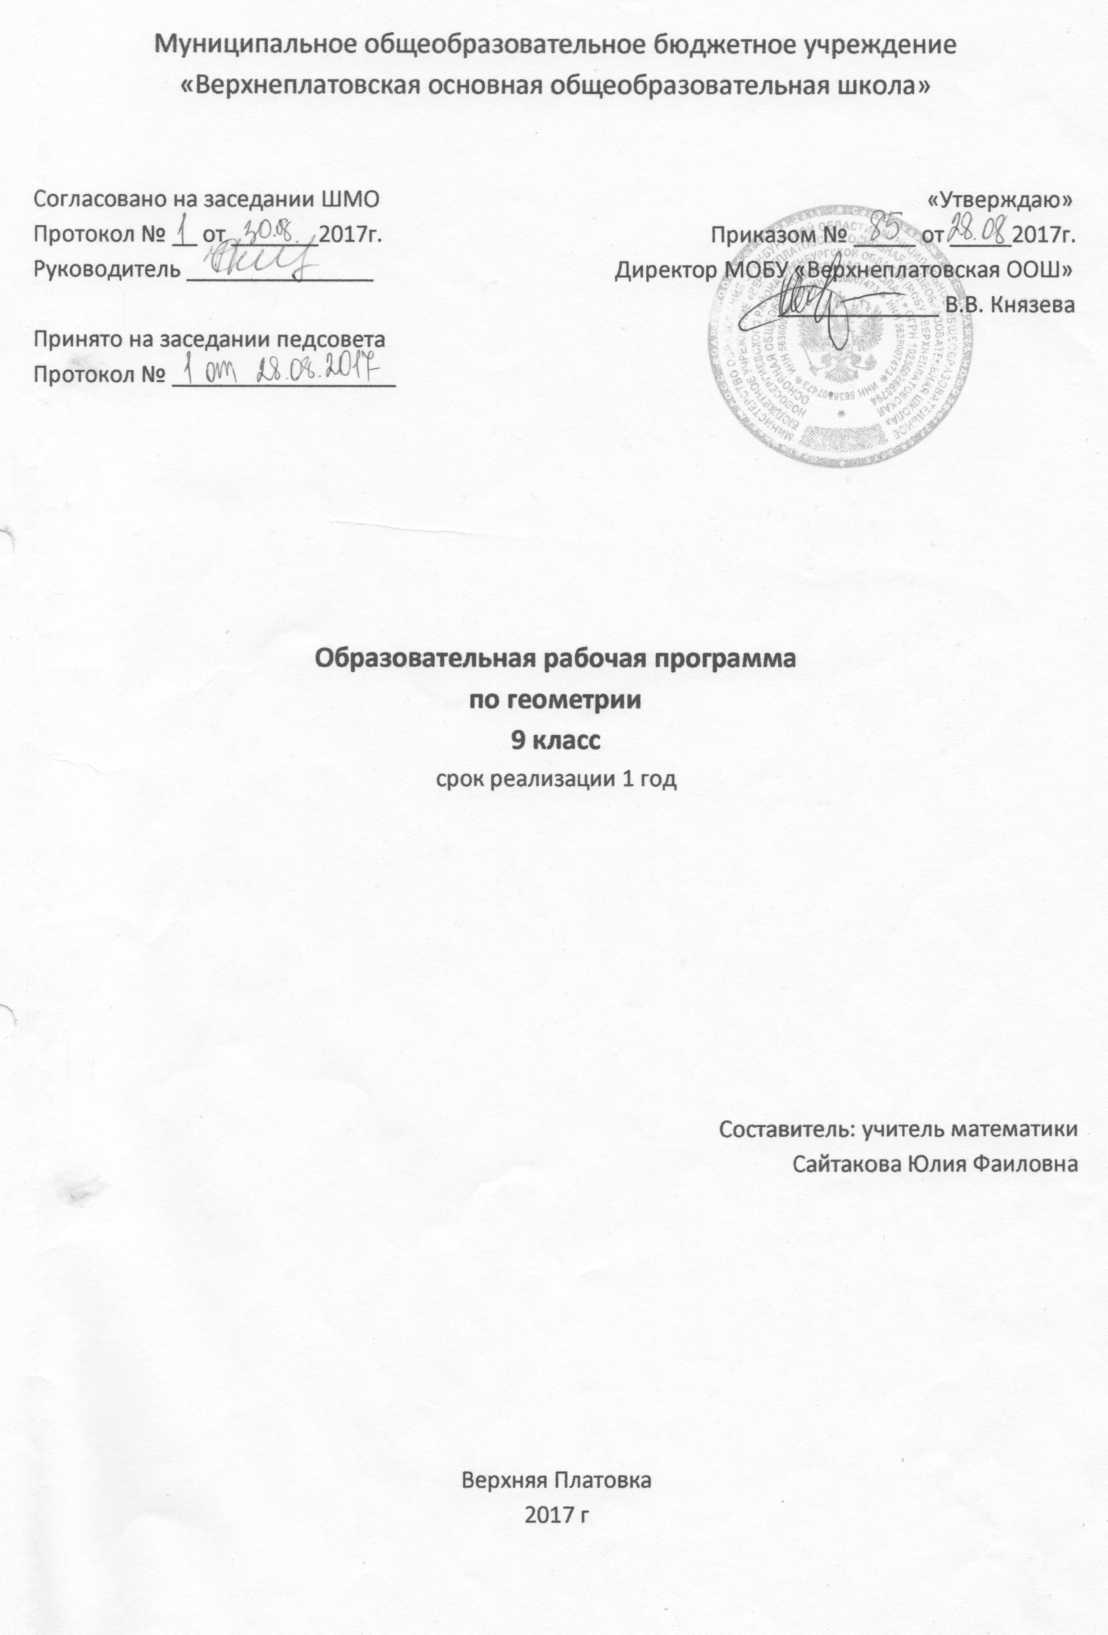 Муниципальное общеобразовательное бюджетное учреждение
«Верхнеплатовская основная общеобразовательная школа»
Согласовано на заседании ШМО
Протокол № 1 от 30.08. 2017г.
Руководитель
«Утверждаю»
Приказом № 85 от 28.08 2017г.
Директор МОБУ «Верхнеплатовская ООШ»
В.В. Князева
Принято на заседании педсовета
Протокол № 1 от 28.08.2017
Образовательная рабочая программа
по геометрии
9 класс
срок реализации 1 год
Составитель: учитель математики
Сайтакова Юлия Фаиловна
Верхняя Платовка
2017 г